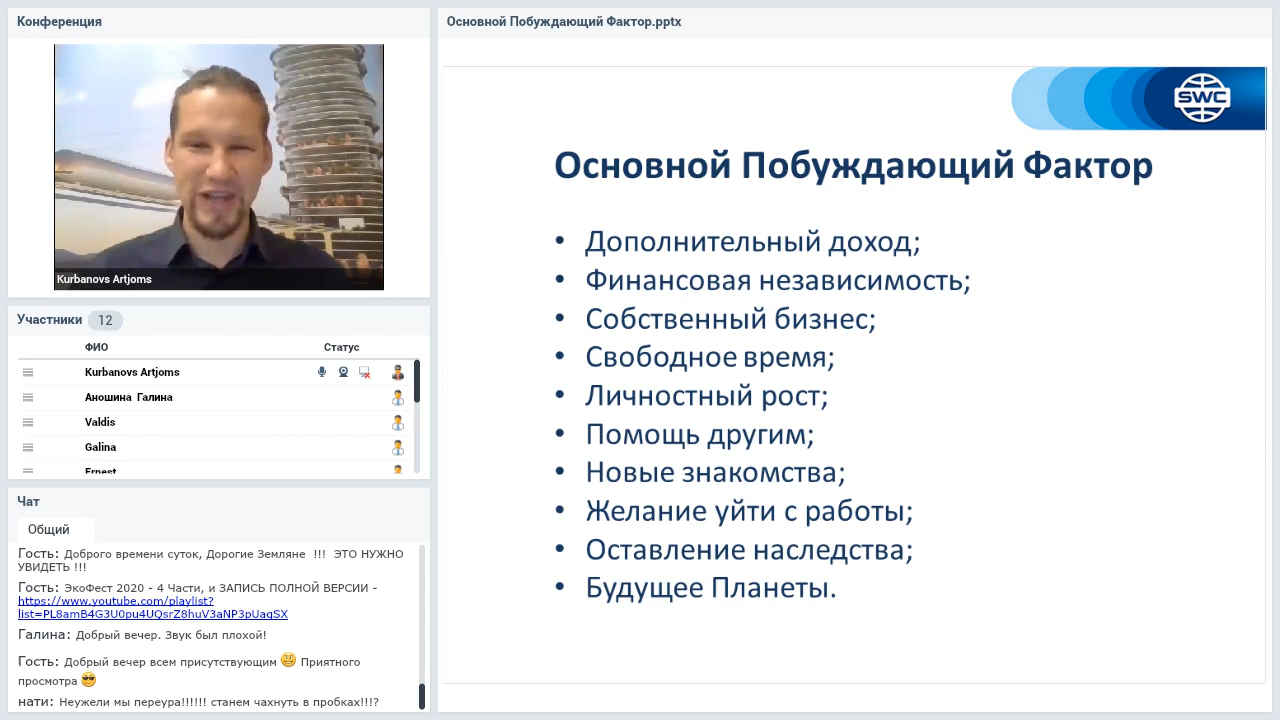 Конференция
Kurbanovs Artjoms
Участники 12
ФИО Статус
Kurbanovs Artjoms
Аношина Галина
Valdis
Galina
Ernest
Чат
Общий
Гость: Доброго времени суток, Дорогие Земляне !!! ЭТО НУЖНО
УВИДЕТЬ !!!
Гость: ЭкоФест 2020 - 4 Части, и ЗАПИСЬ ПОЛНОЙ ВЕРСИИ -
https://www.youtube.com/playlist?
list=PL8amB4G3U0pu4UQsrZ8huV3aNP3pUaqSX
Галина: Добрый вечер. Звук был плохой!
Гость: Добрый вечер всем присутствующим Приятного
просмотра
нати: Неужели мы переура!!!!!! станем чахнуть в пробках!!!?
Основной Побуждающий Фактор.pptx
SWC
Основной Побуждающий Фактор
• Дополнительный доход;
• Финансовая независимость;
• Собственный бизнес;
• Свободное время;
• Личностный рост;
• Помощь другим;
• Новые знакомства;
• Желание уйти с работы;
• Оставление наследства;
• Будущее Планеты.